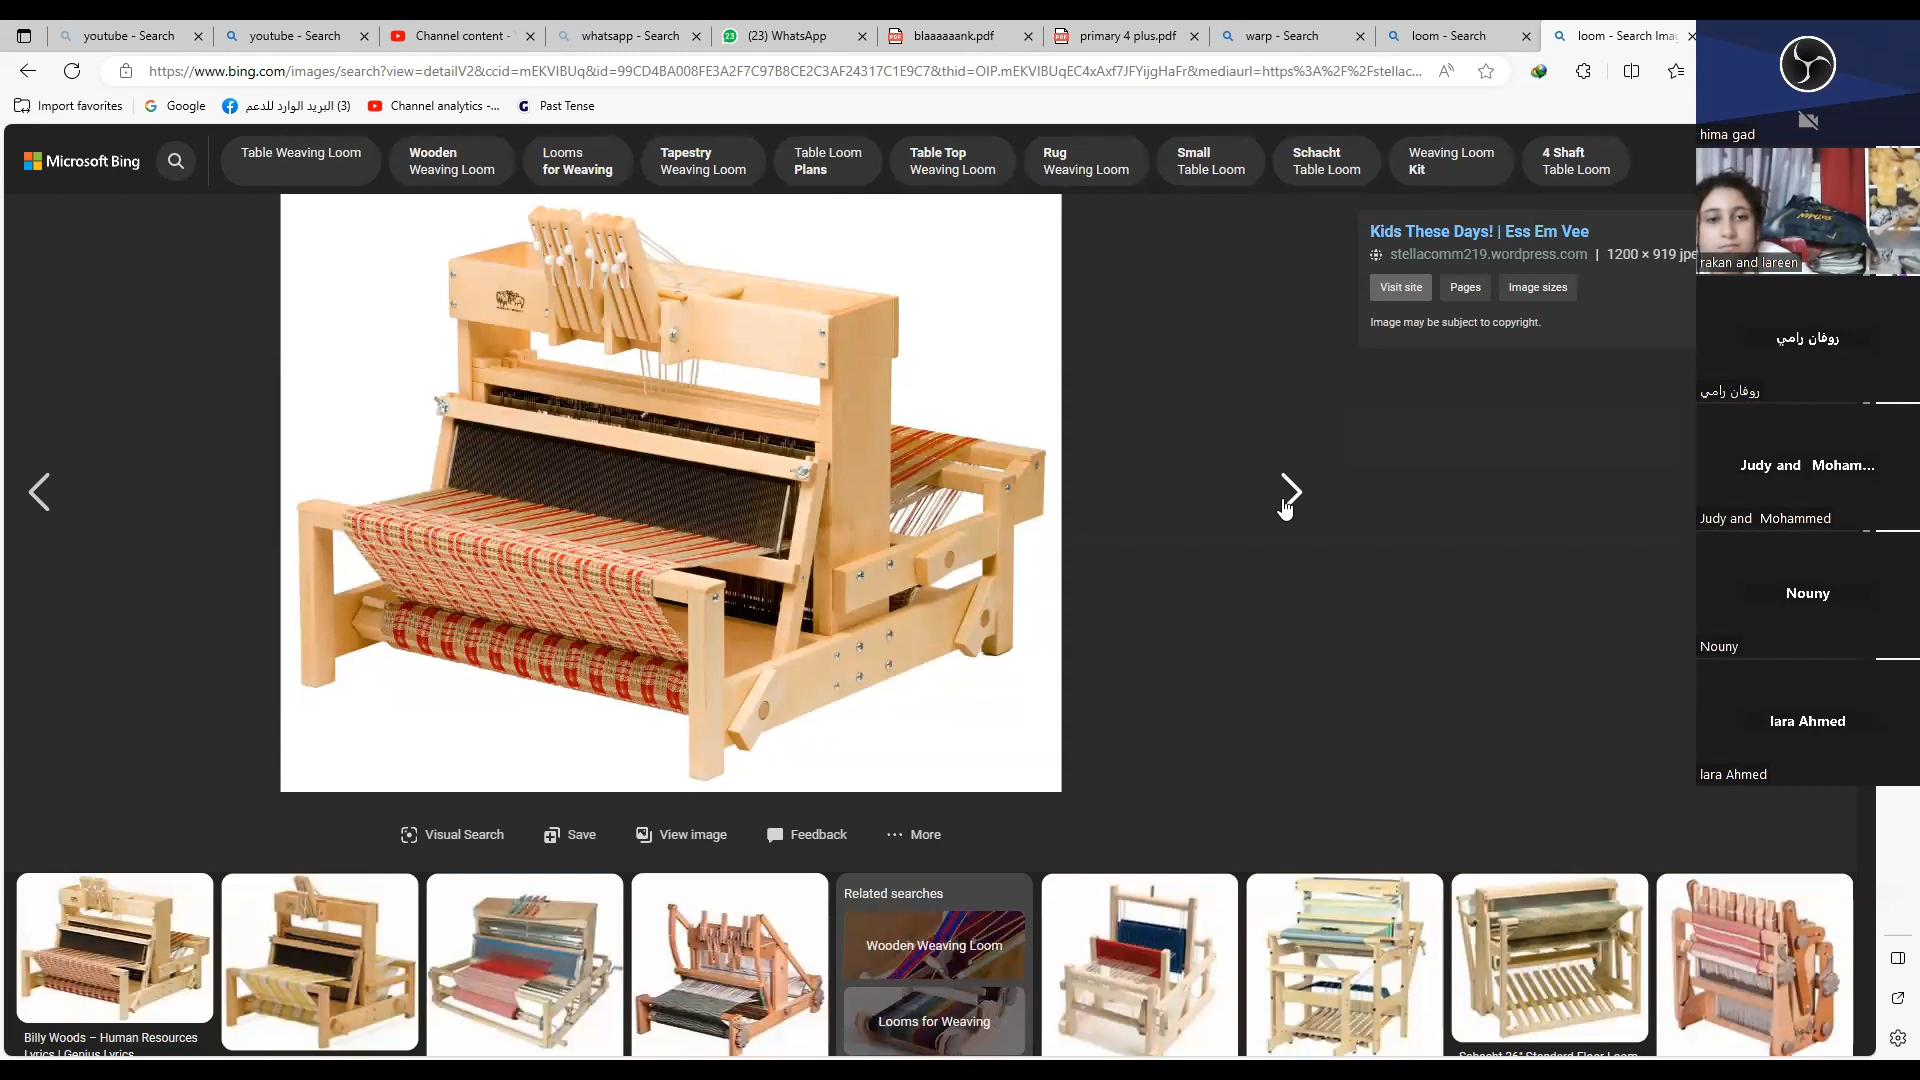 youtube - Search
youtube - Search
Channel content -
whatsapp - Search
(23) WhatsApp
blaaaaaank.pdf
primary 4 plus.pdf
warp - Search
loom - Search
loom - Search Imag
https://www.bing.com/images/search?view=detailV2&ccid=mEKVIBUq&id=99CD4BA008FE3A2F7C97B8CE2C3AF24317C1E9C7&thid=OIP.mEKVIBUqEC4xAxf7JFYijgHaFr&mediaurl=https%3A%2F%2Fstellac...
Import favorites
Google
(3) البريد الوارد للدعم
Channel analytics -...
Past Tense
Microsoft Bing
Table Weaving Loom
Wooden
Weaving Loom
Looms
for Weaving
Tapestry
Weaving Loom
Table Loom
Plans
Table Top
Weaving Loom
Rug
Weaving Loom
Small
Table Loom
Schacht
Table Loom
Weaving Loom
Kit
4 Shaft
Table Loom
Kids These Days! | Ess Em Vee
stellacomm219.wordpress.com | 1200 × 919 jpe
Visit site
Pages
Image sizes
Image may be subject to copyright.
hima gad
rakan and lareen
روفان رامي
روفان رامي
Judy and Moham...
Judy and Mohammed
Nouny
Nouny
lara Ahmed
lara Ahmed
Visual Search
Save
View image
Feedback
More
Related searches
Wooden Weaving Loom
Looms for Weaving
Billy Woods – Human Resources
Lyrics | Genius Lyrics
Schacht 26" Standard Floor Loom